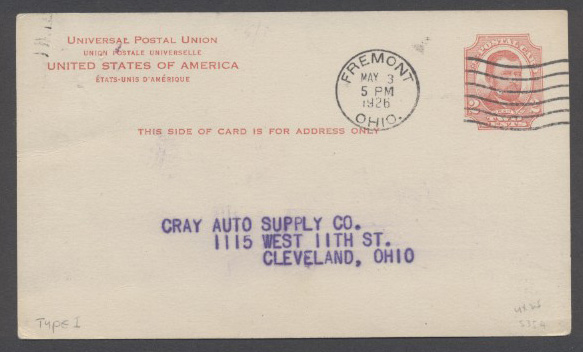 UNIVERSAL POSTAL UNION
UNION POSTALE UNIVERSELLE
UNITED STATES OF AMERICA
ÉTATS-UNIS D'AMÉRIQUE
THIS SIDE OF CARD IS FOR ADDRESS ONLY
FREMONT
MAY 3
5 PM
1926
OHIO.
POSTAL CARD
CRAY AUTO SUPPLY CO.
1115 WEST 11TH ST.
CLEVELAND, OHIO
TYPE I